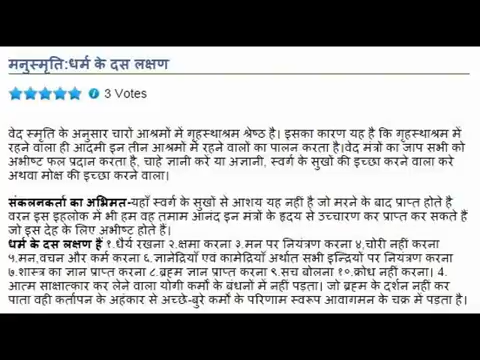 मनुस्मृति:धर्म के दस लक्षण
3 Votes
वेद स्मृति के अनुसार चारों आश्रमों में गृहस्थाश्रम श्रेष्ठ है। इसका कारण यह है कि गृहस्थाश्रम में
रहने वाला ही आदमी इन तीन आश्रमों में रहने वालों का पालन करता है।वेद मंत्रों का जाप सभी को
अभीष्ट फल प्रदान करता है, चाहे ज्ञानी करे या अज्ञानी, स्वर्ग के सुखों की इच्छा करने वाला करे
अथवा मोक्ष की इच्छा करने वाला।
संकलनकर्ता का अभिमत-यहाँ स्वर्ग के सुखों से आशय यह नहीं है जो मरने के बाद प्राप्त होते है
वरन इस इहलोक में भी हम वह तमाम आनंद इन मंत्रों के हृदय से उच्चारण कर प्राप्त कर सकते हैं
जो इस देह के लिए अभीष्ट होते हैं।
धर्म के दस लक्षण हैं १.धैर्य रखना २.क्षमा करना ३.मन पर नियंत्रण करना ४,चोरी नहीं करना
५.मन,वचन और कर्म करना ६.ज्ञानेद्रियों एवं कामेद्रियों अर्थात सभी इन्द्रियों पर नियंत्रण करना
७.शास्त्र का ज्ञान प्राप्त करना ८.ब्रह्म ज्ञान प्राप्त करना ९.सच बोलना १०.क्रोध नहीं करना। 4.
आत्म साक्षात्कार कर लेने वाला योगी कर्मों के बंधनों में नहीं पड़ता। जो ब्रह्म के दर्शन नहीं कर
पाता वही कर्तापन के अहंकार से अच्छे-बुरे कर्मों के परिणाम स्वरूप आवागमन के चक्र में पड़ता है।